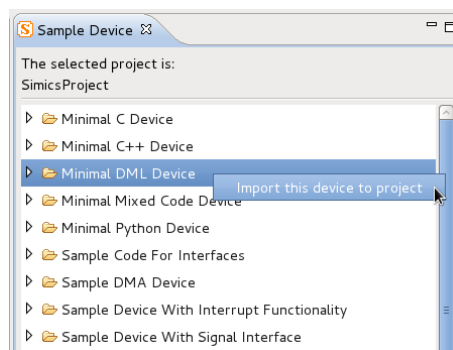 Sample Device
The selected project is:
SimicsProject
Minimal C Device
Minimal C++ Device
Minimal DML Device
Import this device to project
Minimal Mixed Code Device
Minimal Python Device
Sample Code For Interfaces
Sample DMA Device
Sample Device With Interrupt Functionality
Sample Device With Signal Interface